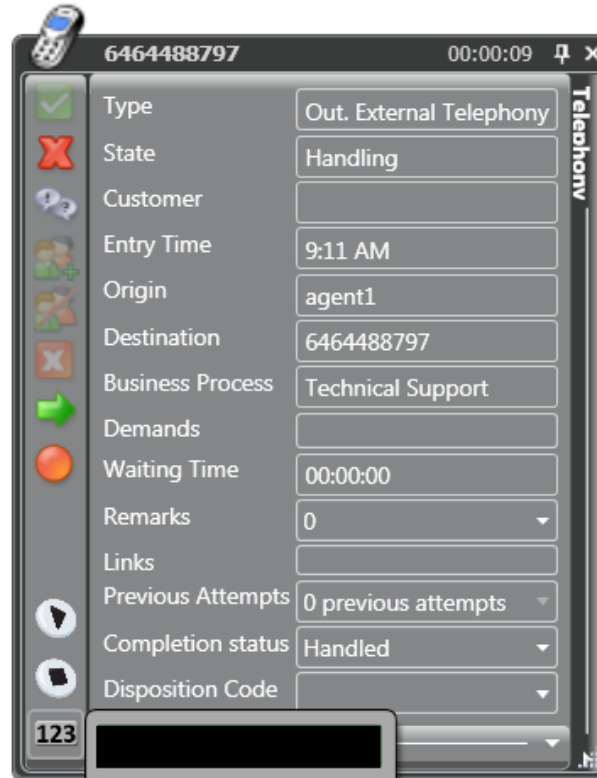 6464488797 00:00:09
Telephony
Type Out. External Telephony
State Handling
Customer
Entry Time 9:11 AM
Origin agent1
Destination 6464488797
Business Process Technical Support
Demands
Waiting Time 00:00:00
Remarks 0
Links
Previous Attempts 0 previous attempts
Completion status Handled
Disposition Code
123